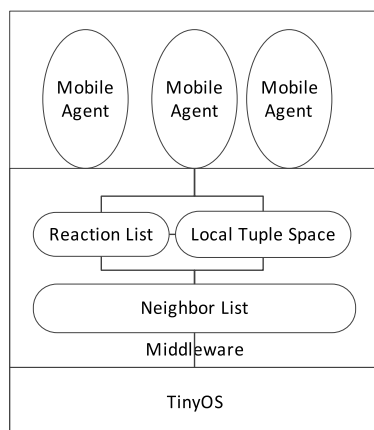 Mobile
Agent
Mobile
Agent
Mobile
Agent
Reaction List
Local Tuple Space
Neighbor List
Middleware
TinyOS